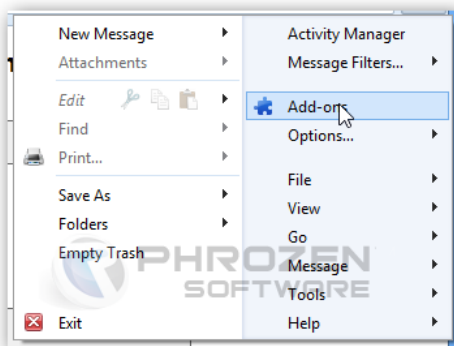 New Message
Attachments
Edit
Find
Print...
Save As
Folders
Empty Trash
Exit
Activity Manager
Message Filters...
Add-ons
Options...
File
View
Go
Message
Tools
Help
PHROZEN
SOFTWARE